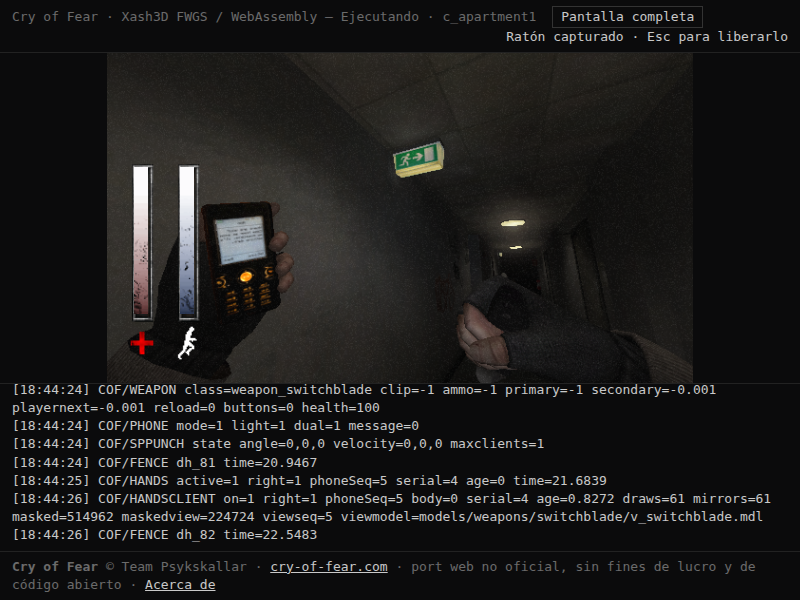 Cry of Fear · Xash3D FWGS / WebAssembly — Ejecutando · c_apartment1
Pantalla completa
Ratón capturado · Esc para liberarlo
[18:44:24] COF/WEAPON class=weapon_switchblade clip=-1 ammo=-1 primary=-1 secondary=-0.001
playernext=-0.001 reload=0 buttons=0 health=100
[18:44:24] COF/PHONE mode=1 light=1 dual=1 message=0
[18:44:24] COF/SPPUNCH state angle=0,0,0 velocity=0,0,0 maxclients=1
[18:44:24] COF/FENCE dh_81 time=20.9467
[18:44:25] COF/HANDS active=1 right=1 phoneSeq=5 serial=4 age=0 time=21.6839
[18:44:26] COF/HANDSCLIENT on=1 right=1 phoneSeq=5 body=0 serial=4 age=0.8272 draws=61 mirrors=61
masked=514962 maskedview=224724 viewseq=5 viewmodel=models/weapons/switchblade/v_switchblade.mdl
[18:44:26] COF/FENCE dh_82 time=22.5483
Cry of Fear © Team Psykskallar · cry-of-fear.com · port web no oficial, sin fines de lucro y de
código abierto · Acerca de